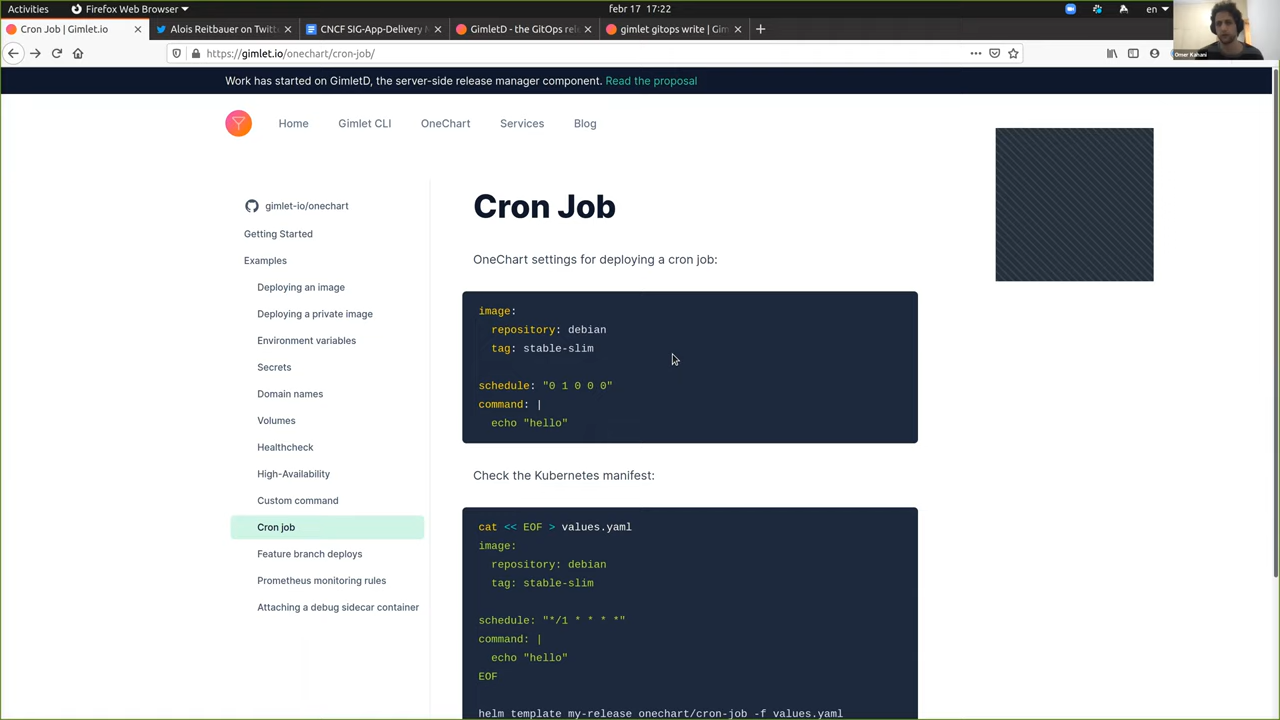 Activities
Firefox Web Browser
febr 17 17:22
en
Cron Job | Gimlet.io
Alois Reitbauer on Twitt
CNCF SIG-App-Delivery M
GimletD - the GitOps rel
gimlet gitops write | Gim
https://gimlet.io/onechart/cron-job/
Omer Kahani
Work has started on GimletD, the server-side release manager component. Read the proposal
Home
Gimlet CLI
OneChart
Services
Blog
gimlet-io/onechart
Getting Started
Examples
Deploying an image
Deploying a private image
Environment variables
Secrets
Domain names
Volumes
Healthcheck
High-Availability
Custom command
Cron job
Feature branch deploys
Prometheus monitoring rules
Attaching a debug sidecar container
Cron Job
OneChart settings for deploying a cron job:
image:
  repository: debian
  tag: stable-slim
schedule: "0 1 0 0 0"
command: |
  echo "hello"
Check the Kubernetes manifest:
cat << EOF > values.yaml
image:
  repository: debian
  tag: stable-slim
schedule: "*/1 * * * *"
command: |
  echo "hello"
EOF
helm template my-release onechart/cron-job -f values.yaml